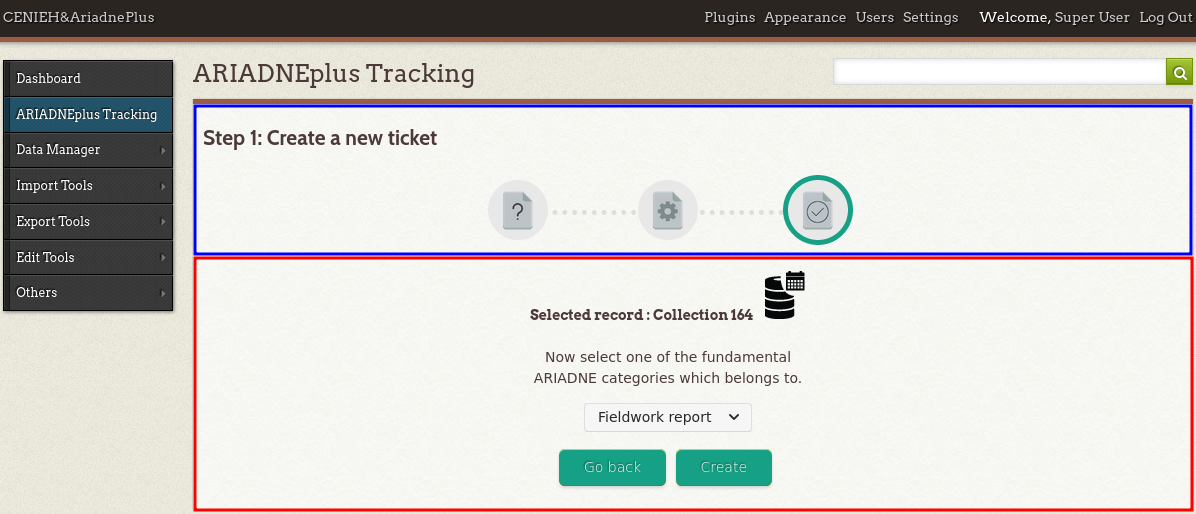 CENIEH&AriadnePlus
Plugins Appearance Users Settings Welcome, Super User Log Out
Dashboard
ARIADNEplus Tracking
Data Manager
Import Tools
Export Tools
Edit Tools
Others
ARIADNEplus Tracking
Step 1: Create a new ticket
?
Selected record : Collection 164
Now select one of the fundamental
ARIADNE categories which belongs to.
Fieldwork report
Go back Create